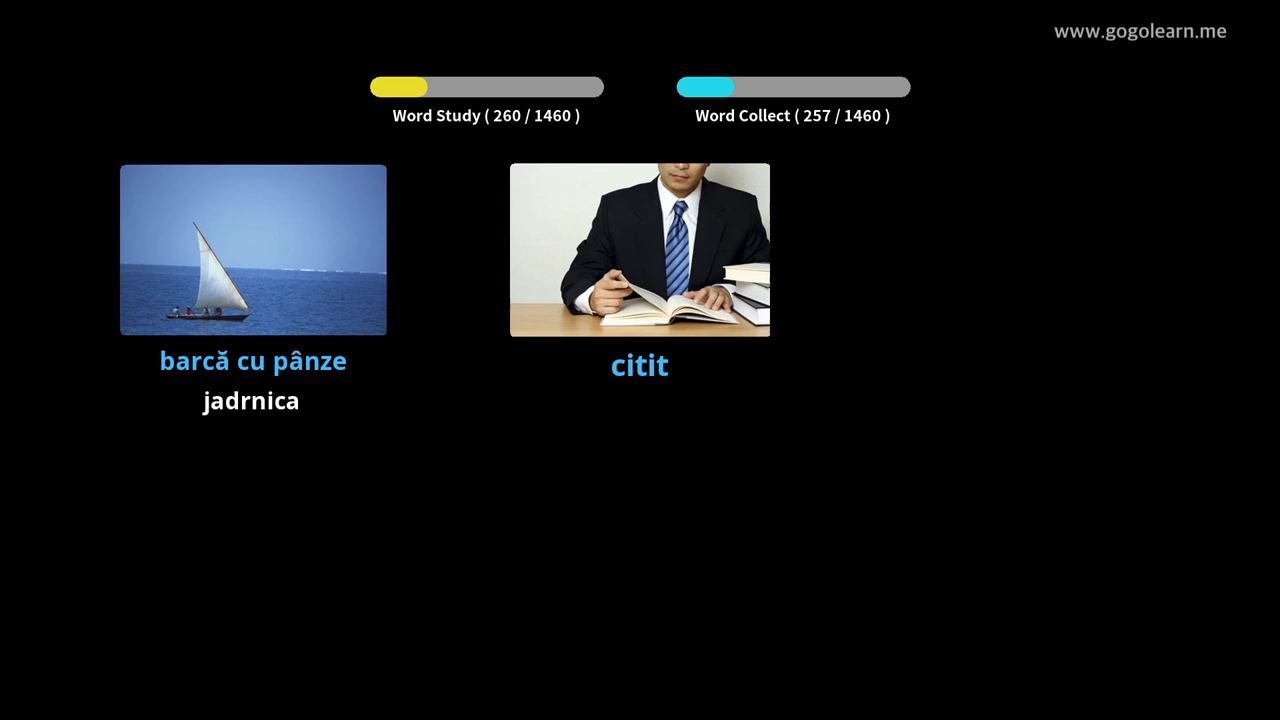 www.gogolearn.me
Word Study ( 260 / 1460 )
Word Collect ( 257 / 1460 )
barcă cu pânze
jadrnica
citit